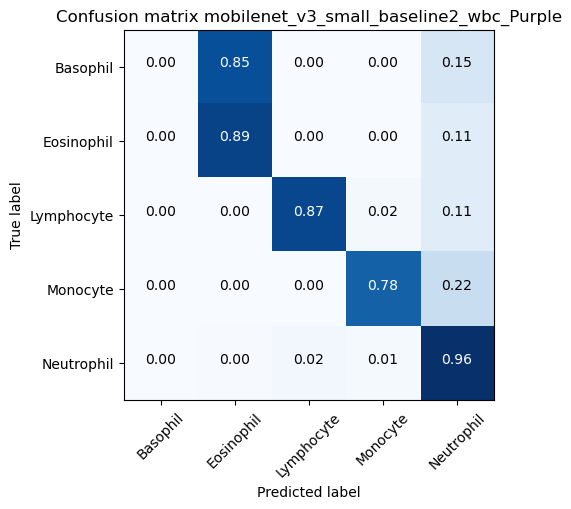 Confusion matrix mobilenet_v3_small_baseline2_wbc_Purple
True label
Basophil 0.00 0.85 0.00 0.00 0.15
Eosinophil 0.00 0.89 0.00 0.00 0.11
Lymphocyte 0.00 0.00 0.87 0.02 0.11
Monocyte 0.00 0.00 0.00 0.78 0.22
Neutrophil 0.00 0.00 0.02 0.01 0.96
Basophil Eosinophil Lymphocyte Monocyte Neutrophil
Predicted label